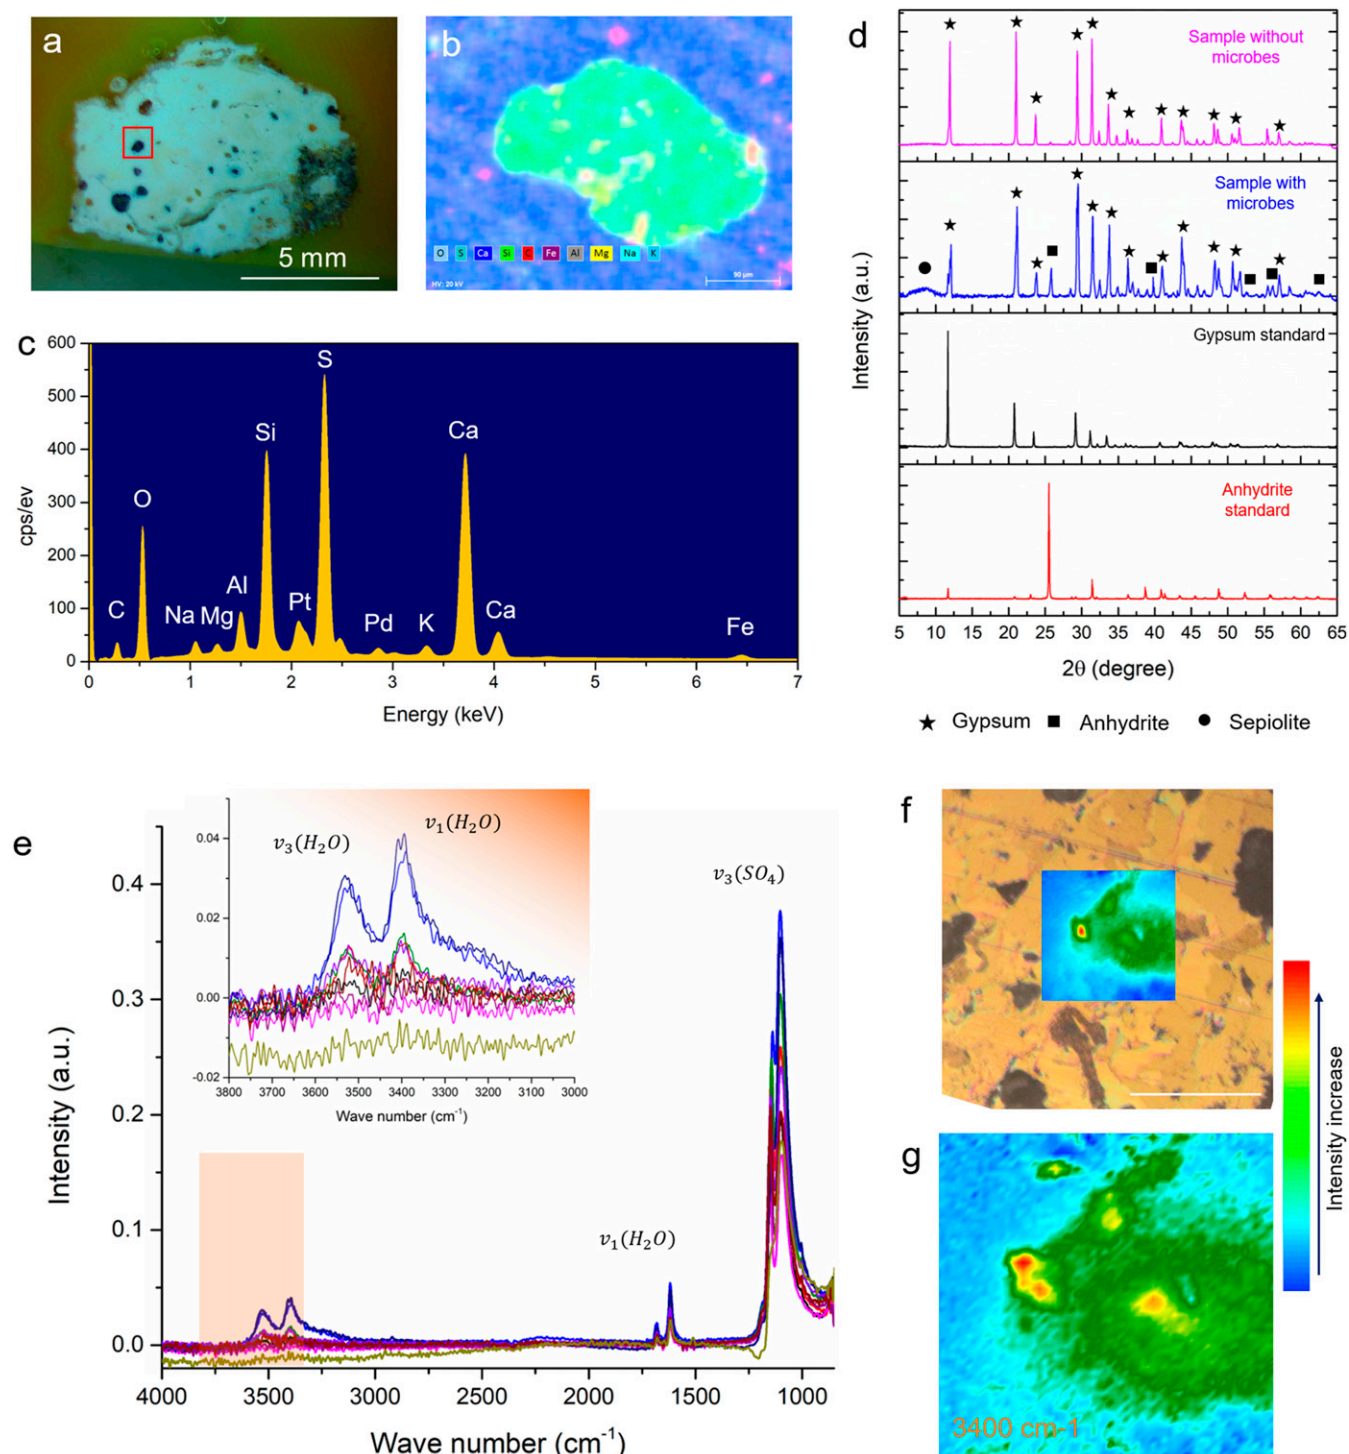 a
5 mm
b
O S Ca Si C Fe Al Mg Na K
HV: 20 kV
90 µm
c
600
500
400
300
200
100
0
cps/ev
C
O
Na
Mg
Al
Si
Pt
S
Pd
K
Ca
Ca
Fe
0 1 2 3 4 5 6 7
Energy (keV)
d
Sample without
microbes
Sample with
microbes
Gypsum standard
Anhydrite
standard
Intensity (a.u.)
5 10 15 20 25 30 35 40 45 50 55 60 65
2θ (degree)
★ Gypsum ■ Anhydrite ● Sepiolite
e
0.04
0.02
0.00
-0.02
v₃(H₂O)
v₁(H₂O)
3800 3700 3600 3500 3400 3300 3200 3100 3000
Wave number (cm⁻¹)
v₃(SO₄)
v₁(H₂O)
0.4
0.3
0.2
0.1
0.0
Intensity (a.u.)
4000 3500 3000 2500 2000 1500 1000
Wave number (cm⁻¹)
f
Intensity increase
g
3400 cm-1